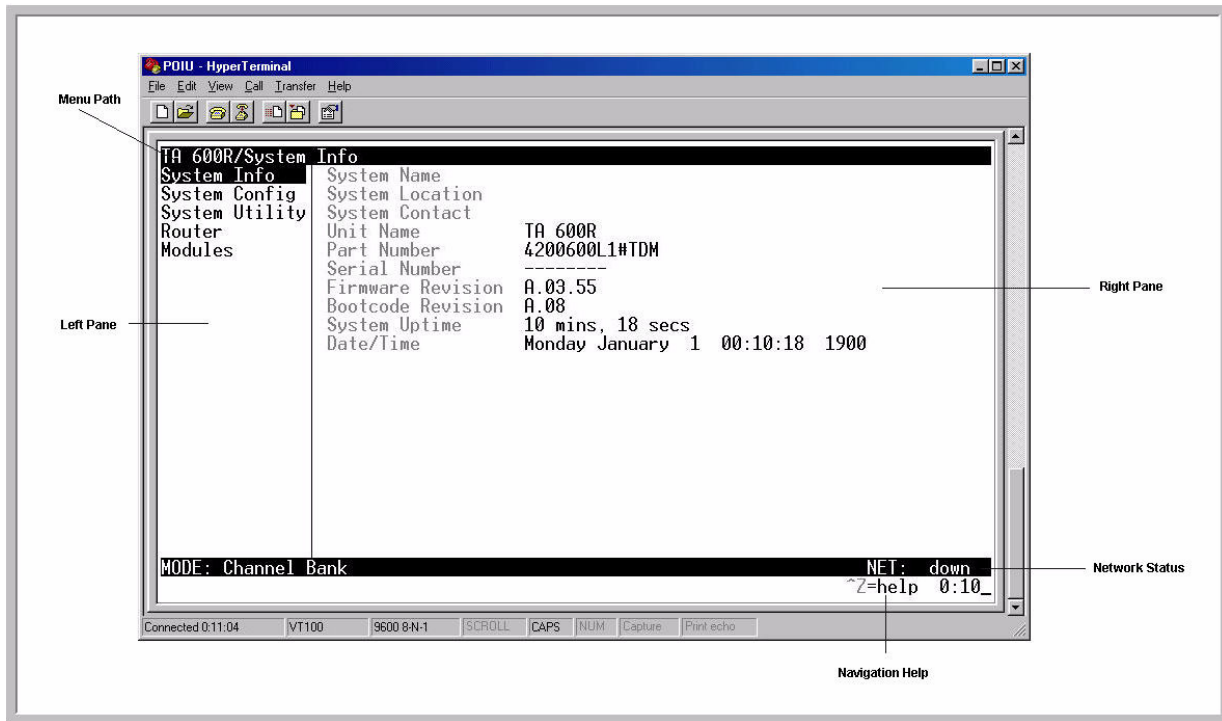 POIU - HyperTerminal
File Edit View Call Transfer Help
Menu Path
TA 600R/System Info
System Info System Name
System Config System Location
System Utility System Contact
Router Unit Name TA 600R
Modules Part Number 4200600L1#TDM
Serial Number --------
Firmware Revision A.03.55
Right Pane
Bootcode Revision A.08
Left Pane
System Uptime 10 mins, 18 secs
Date/Time Monday January 1 00:10:18 1900
MODE: Channel Bank NET: down
Network Status
^Z=help 0:10_
Connected 0:11:04 VT100 9600 8-N-1 SCROLL CAPS NUM Capture Print echo
Navigation Help